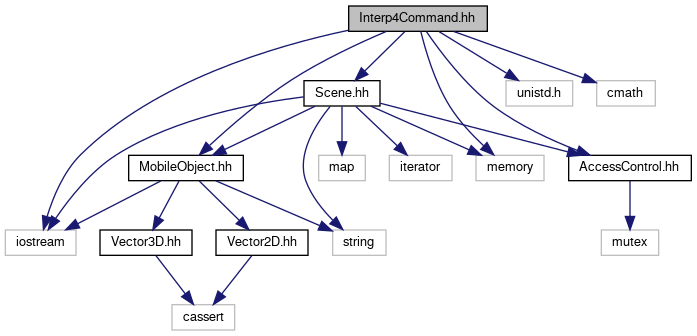 Interp4Command.hh
Scene.hh
unistd.h
cmath
MobileObject.hh
map
iterator
memory
AccessControl.hh
iostream
Vector3D.hh
Vector2D.hh
string
mutex
cassert